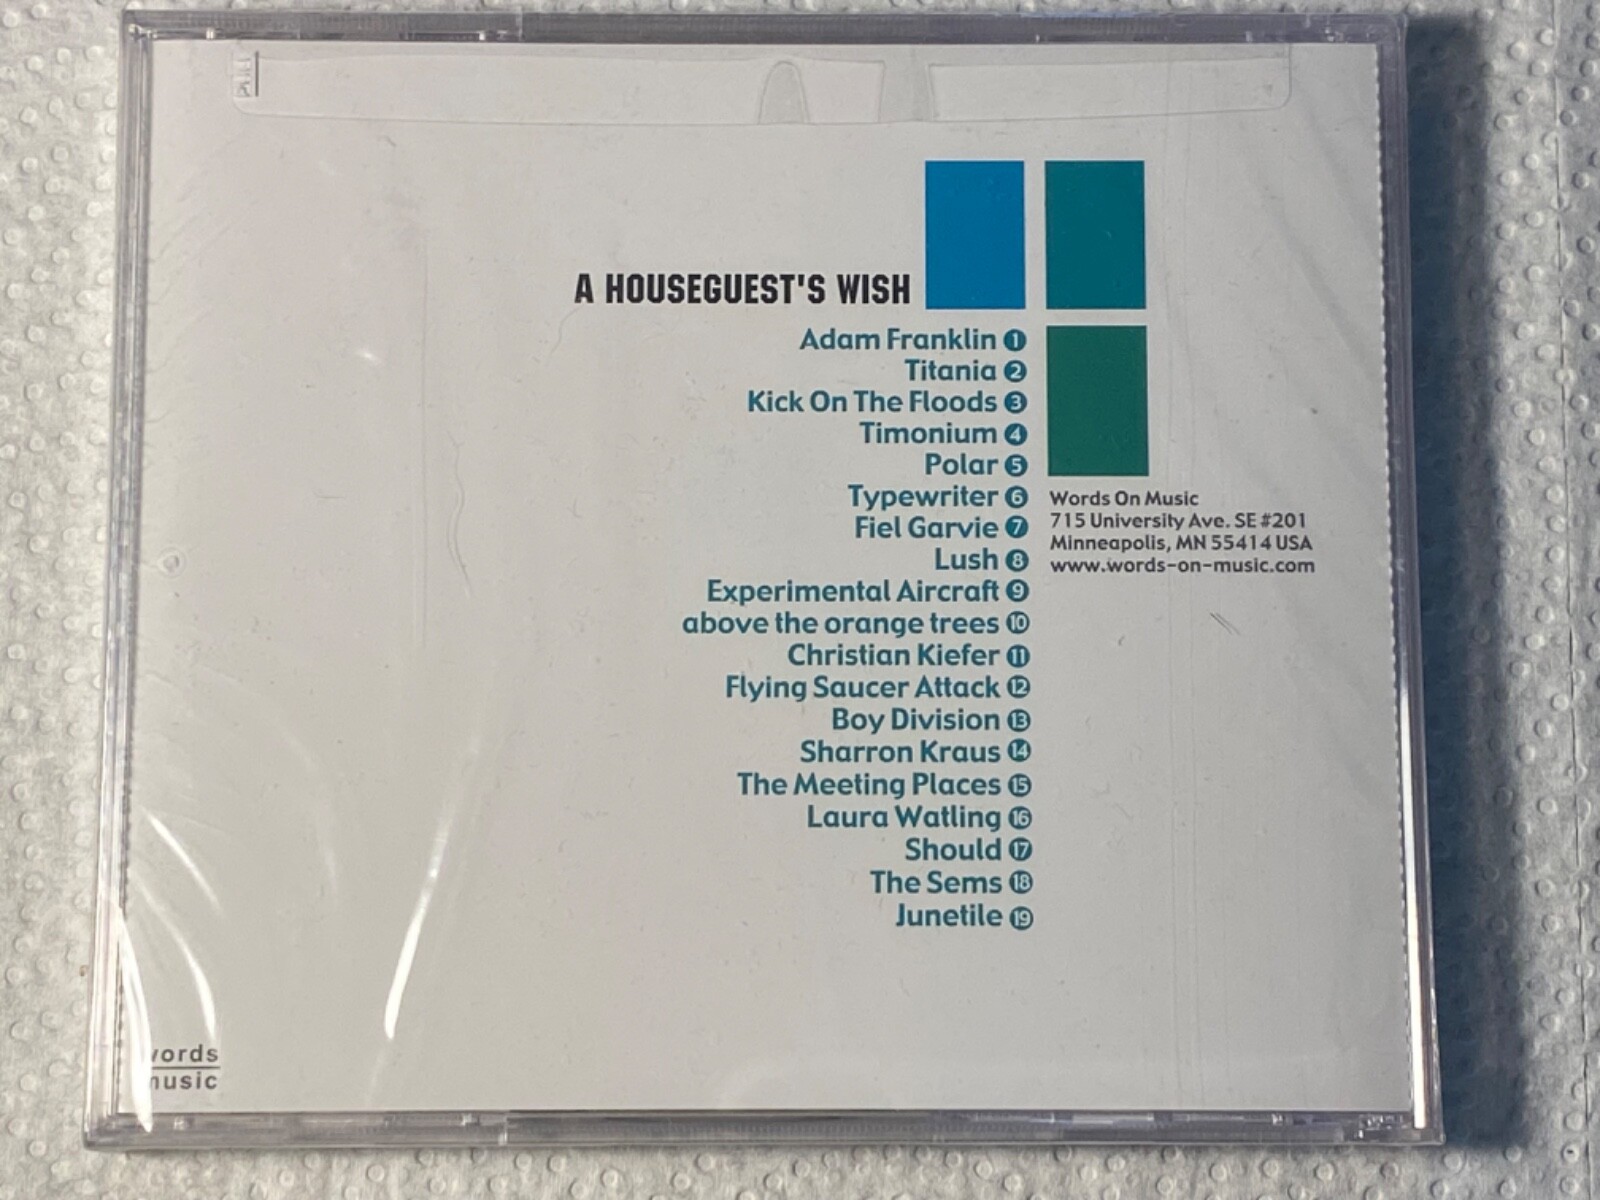 PULL
A HOUSEGUEST'S WISH
Adam Franklin 1
Titania 2
Kick On The Floods 3
Timonium 4
Polar 5
Typewriter 6
Fiel Garvie 7
Lush 8
Experimental Aircraft 9
above the orange trees 10
Christian Kiefer 11
Flying Saucer Attack 12
Boy Division 13
Sharron Kraus 14
The Meeting Places 15
Laura Watling 16
Should 17
The Sems 18
Junetile 19
Words On Music
715 University Ave. SE #201
Minneapolis, MN 55414 USA
www.words-on-music.com
words
music